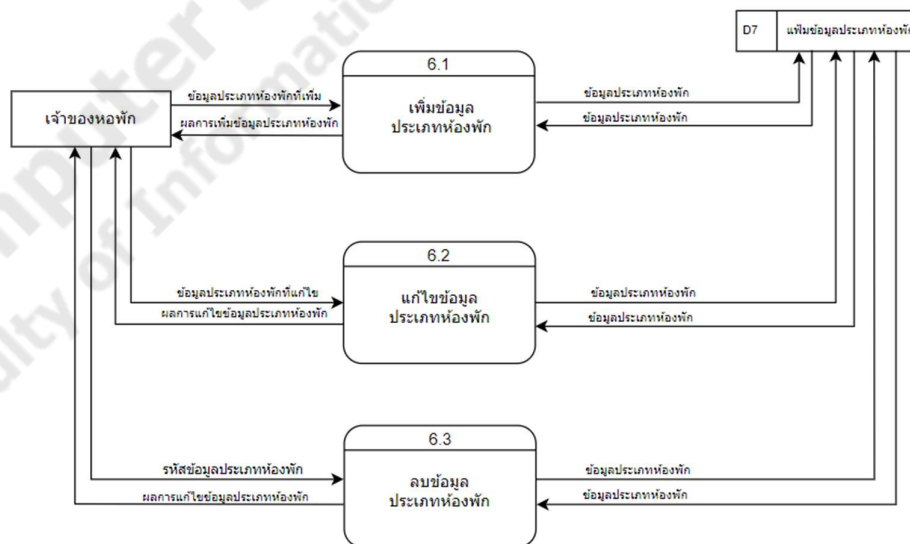 D7 แฟ้มข้อมูลประเภทห้องพัก
6.1
เพิ่มข้อมูล
ประเภทห้องพัก
เจ้าของหอพัก
ข้อมูลประเภทห้องพักที่เพิ่ม
ผลการเพิ่มข้อมูลประเภทห้องพัก
ข้อมูลประเภทห้องพัก
ข้อมูลประเภทห้องพัก
6.2
แก้ไขข้อมูล
ประเภทห้องพัก
ข้อมูลประเภทห้องพักที่แก้ไข
ผลการแก้ไขข้อมูลประเภทห้องพัก
ข้อมูลประเภทห้องพัก
ข้อมูลประเภทห้องพัก
6.3
ลบข้อมูล
ประเภทห้องพัก
รหัสข้อมูลประเภทห้องพัก
ผลการแก้ไขข้อมูลประเภทห้องพัก
ข้อมูลประเภทห้องพัก
ข้อมูลประเภทห้องพัก